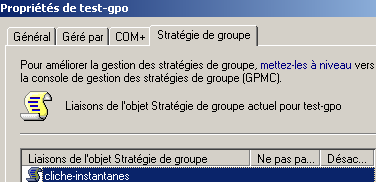 Propriétés de test-gpo
Général
Géré par
COM+
Stratégie de groupe
Pour améliorer la gestion des stratégies de groupe, mettez-les à niveau vers
la console de gestion des stratégies de groupe (GPMC).
Liaisons de l'objet Stratégie de groupe actuel pour test-gpo
Liaisons de l'objet Stratégie de groupe
Ne pas pa...
Désac...
cliche-instantanes